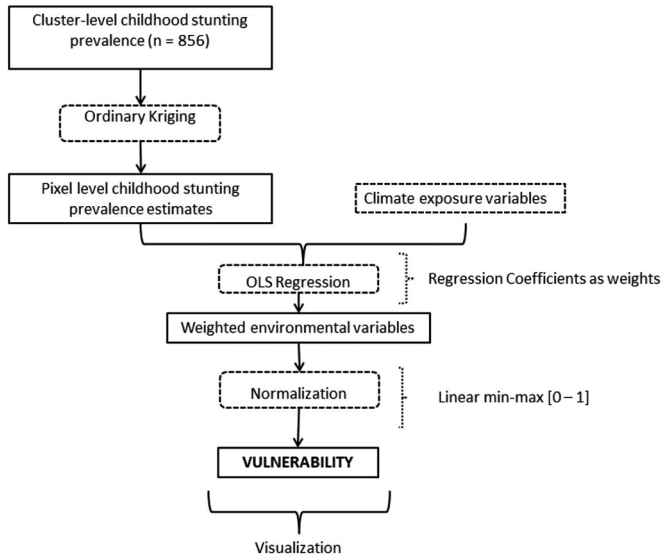 Cluster-level childhood stunting
prevalence (n = 856)
Ordinary Kriging
Pixel level childhood stunting
prevalence estimates
Climate exposure variables
OLS Regression
Regression Coefficients as weights
Weighted environmental variables
Normalization
Linear min-max [0 – 1]
VULNERABILITY
Visualization